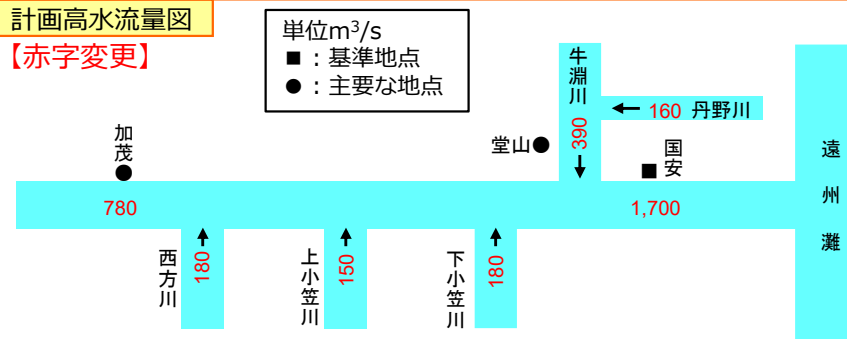 計画高水流量図
【赤字変更】
単位m³/s
■：基準地点
●：主要な地点
牛淵川
390
160 丹野川
加茂
堂山
国安
遠州灘
780
1,700
西方川
180
上小笠川
150
下小笠川
180